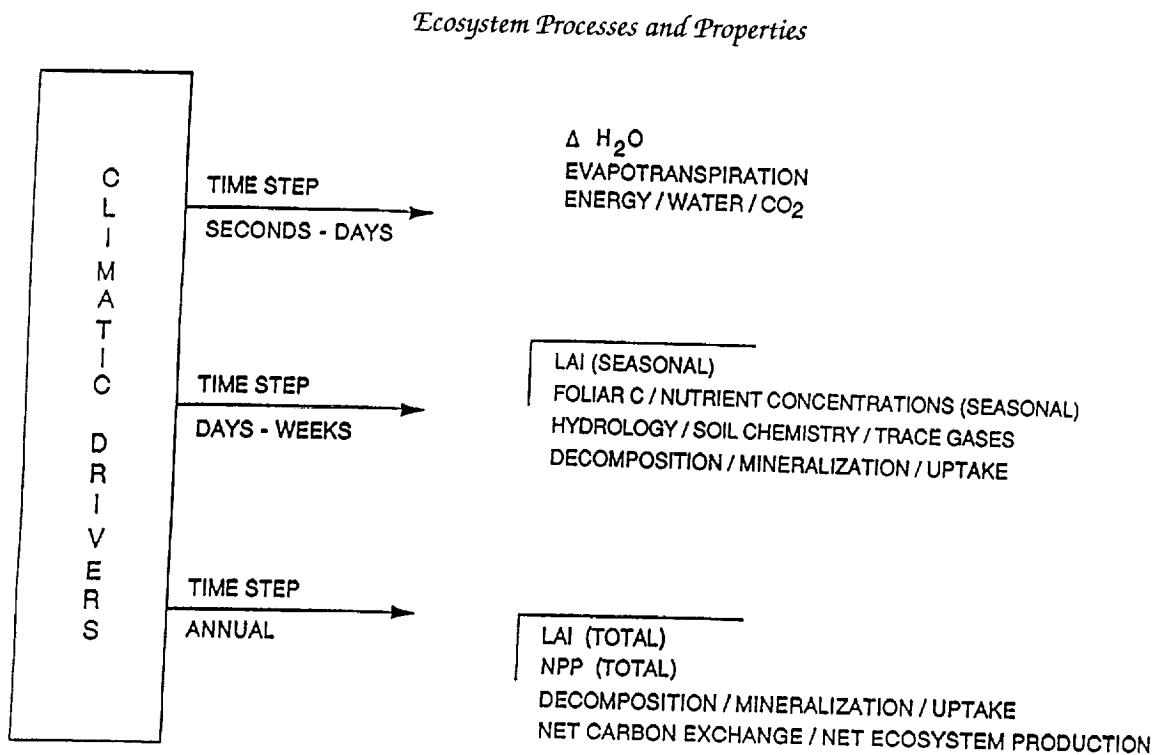 Ecosystem Processes and Properties
CLIMATIC DRIVERS
TIME STEP
SECONDS - DAYS
Δ H₂O
EVAPOTRANSPIRATION
ENERGY / WATER / CO₂
TIME STEP
DAYS - WEEKS
LAI (SEASONAL)
FOLIAR C / NUTRIENT CONCENTRATIONS (SEASONAL)
HYDROLOGY / SOIL CHEMISTRY / TRACE GASES
DECOMPOSITION / MINERALIZATION / UPTAKE
TIME STEP
ANNUAL
LAI (TOTAL)
NPP (TOTAL)
DECOMPOSITION / MINERALIZATION / UPTAKE
NET CARBON EXCHANGE / NET ECOSYSTEM PRODUCTION